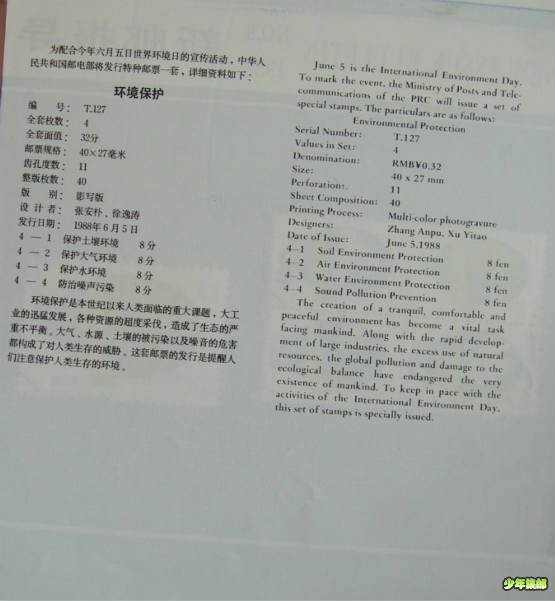 为配合今年六月五日世界环境日的宣传活动，中华人
民共和国邮电部将发行特种邮票一套，详细资料如下：
环境保护
编 号： T.127
全套枚数： 4
全套面值： 32分
邮票规格： 40×27毫米
齿孔度数： 11
整版枚数： 40
版 别： 影写版
设 计 者： 张安朴、徐逸涛
发行日期： 1988年6月5日
4 — 1 保护土壤环境 8分
4 — 2 保护大气环境 8分
4 — 3 保护水环境 8分
4 — 4 防治噪声污染 8分
环境保护是本世纪以来人类面临的重大课题，大工
业的迅猛发展，各种资源的超度采伐，造成了生态的严
重不平衡。大气、水源、土壤的被污染以及噪音的危害
都构成了对人类生存的威胁。这套邮票的发行是提醒人
们注意保护人类生存的环境。
June 5 is the International Environment Day.
To mark the event, the Ministry of Posts and Tele-
communications of the PRC will issue a set of
special stamps. The particulars are as follows:
Environmental Protection
Serial Number: T.127
Values in Set: 4
Denomination: RMB¥0.32
Size: 40 x 27 mm
Perforation: 11
Sheet Composition: 40
Printing Process: Multi-color photogravure
Designers: Zhang Anpu, Xu Yitao
Date of Issue: June 5,1988
4—1 Soil Environment Protection 8 fen
4—2 Air Environment Protection 8 fen
4—3 Water Environment Protection 8 fen
4—4 Sound Pollution Prevention 8 fen
The creation of a tranquil, comfortable and
peaceful environment has become a vital task
facing mankind. Along with the rapid develop-
ment of large industries, the excess use of natural
resources, the global pollution and damage to the
ecological balance have endangered the very
existence of mankind. To keep in pace with the
activities of the International Environment Day,
this set of stamps is specially issued.
少年集邮